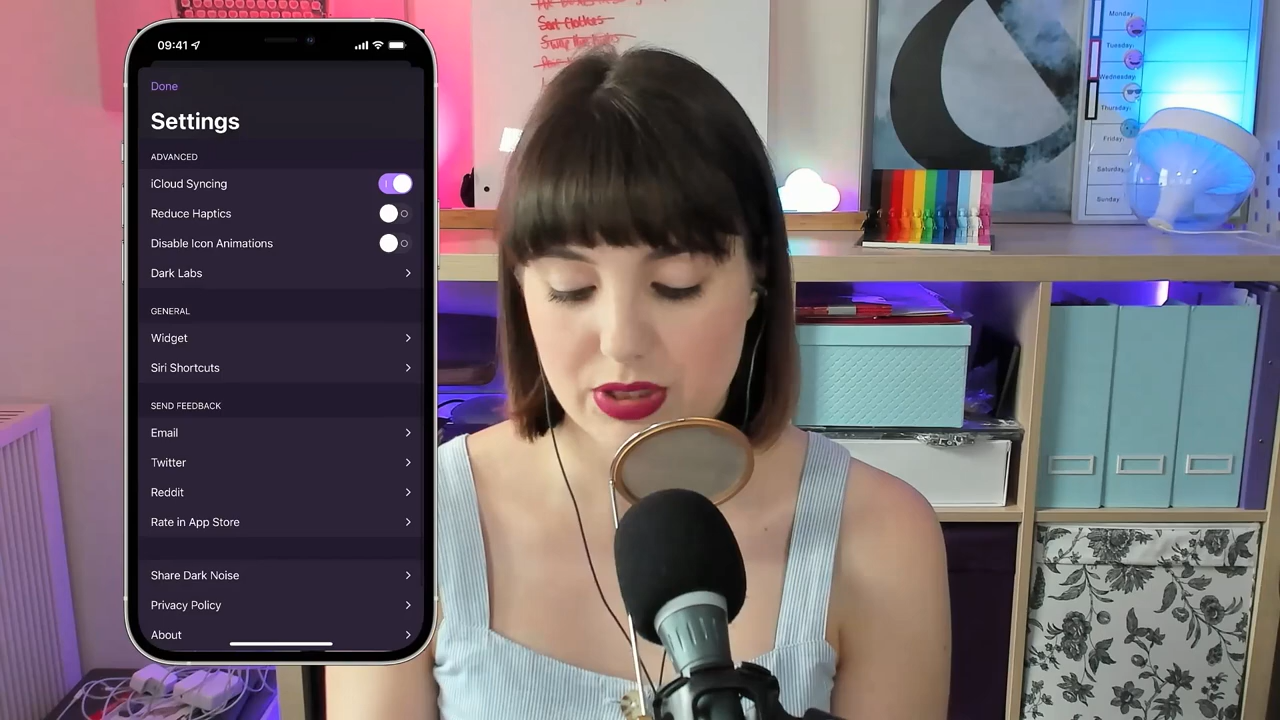 09:41
Done
Settings
ADVANCED
iCloud Syncing
Reduce Haptics
Disable Icon Animations
Dark Labs
GENERAL
Widget
Siri Shortcuts
SEND FEEDBACK
Email
Twitter
Reddit
Rate in App Store
Share Dark Noise
Privacy Policy
About
Sort clothes
Monday
Tuesday
Wednesday
Thursday
Friday
Saturday
Sunday